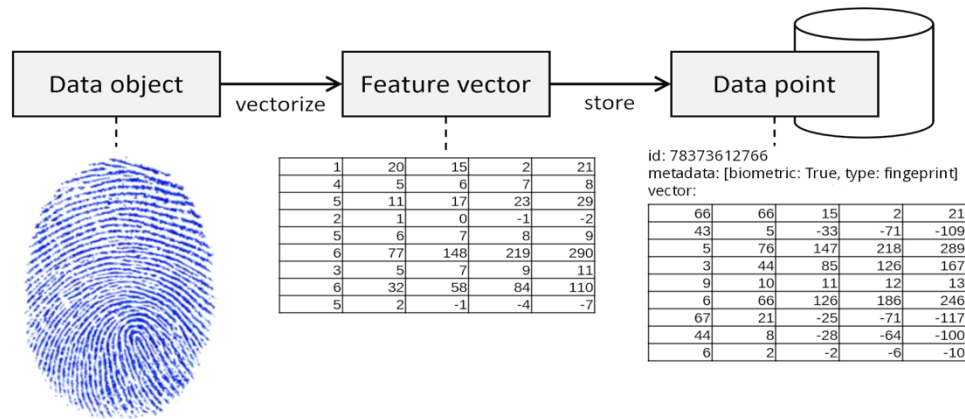 Data object
vectorize
Feature vector
store
Data point
1 20 15 2 21
4 5 6 7 8
5 11 17 23 29
2 1 0 -1 -2
5 6 7 8 9
6 77 148 219 290
3 5 7 9 11
6 32 58 84 110
5 2 -1 -4 -7
id: 78373612766
metadata: [biometric: True, type: fingeprint]
vector:
66 66 15 2 21
43 5 -33 -71 -109
5 76 147 218 289
3 44 85 126 167
9 10 11 12 13
6 66 126 186 246
67 21 -25 -71 -117
44 8 -28 -64 -100
6 2 -2 -6 -10